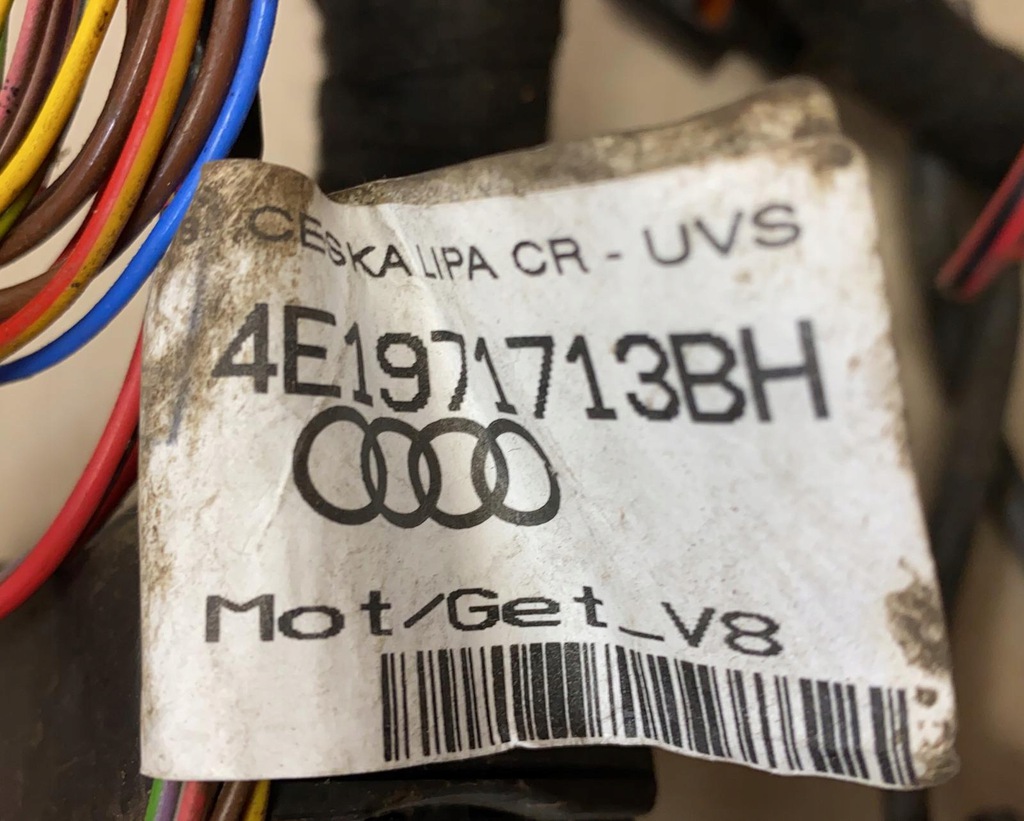 CESKA LIPA CR - UVS
4E1971713BH
Mot/Get_V8